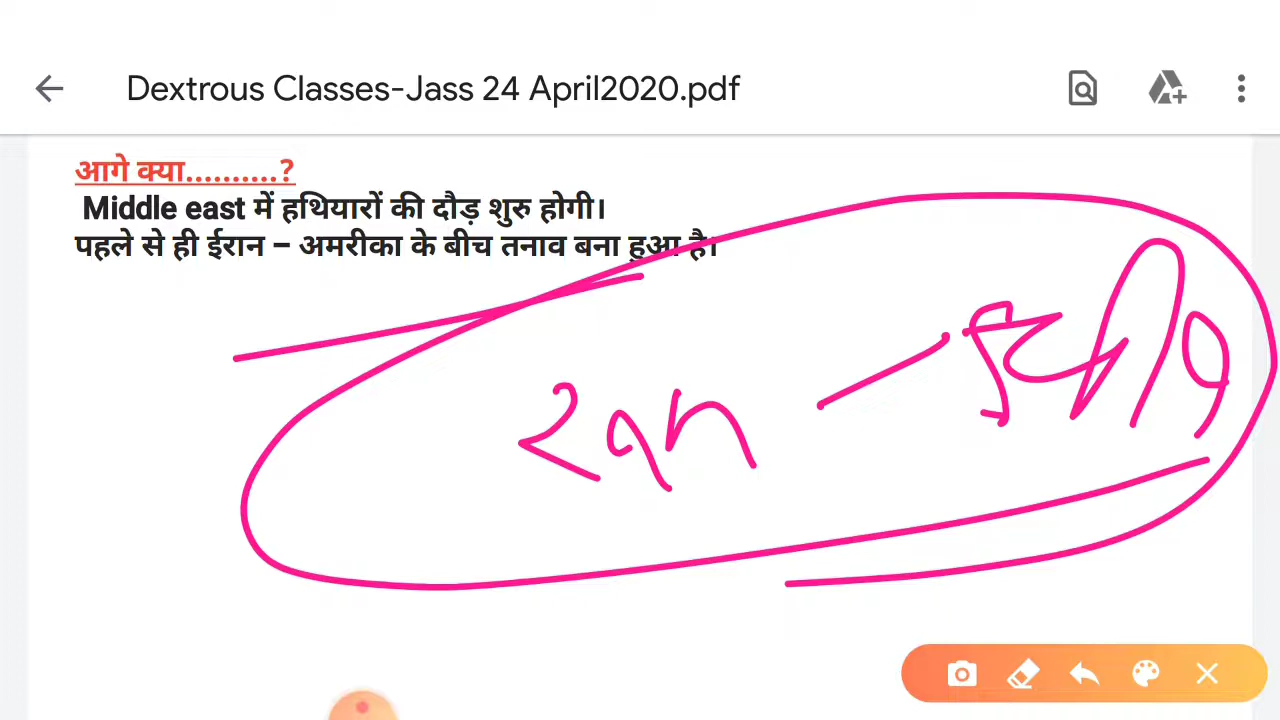 Dextrous Classes-Jass 24 April2020.pdf
आगे क्या..........?
Middle east में हथियारों की दौड़ शुरु होगी।
पहले से ही ईरान – अमरीका के बीच तनाव बना हुआ है।